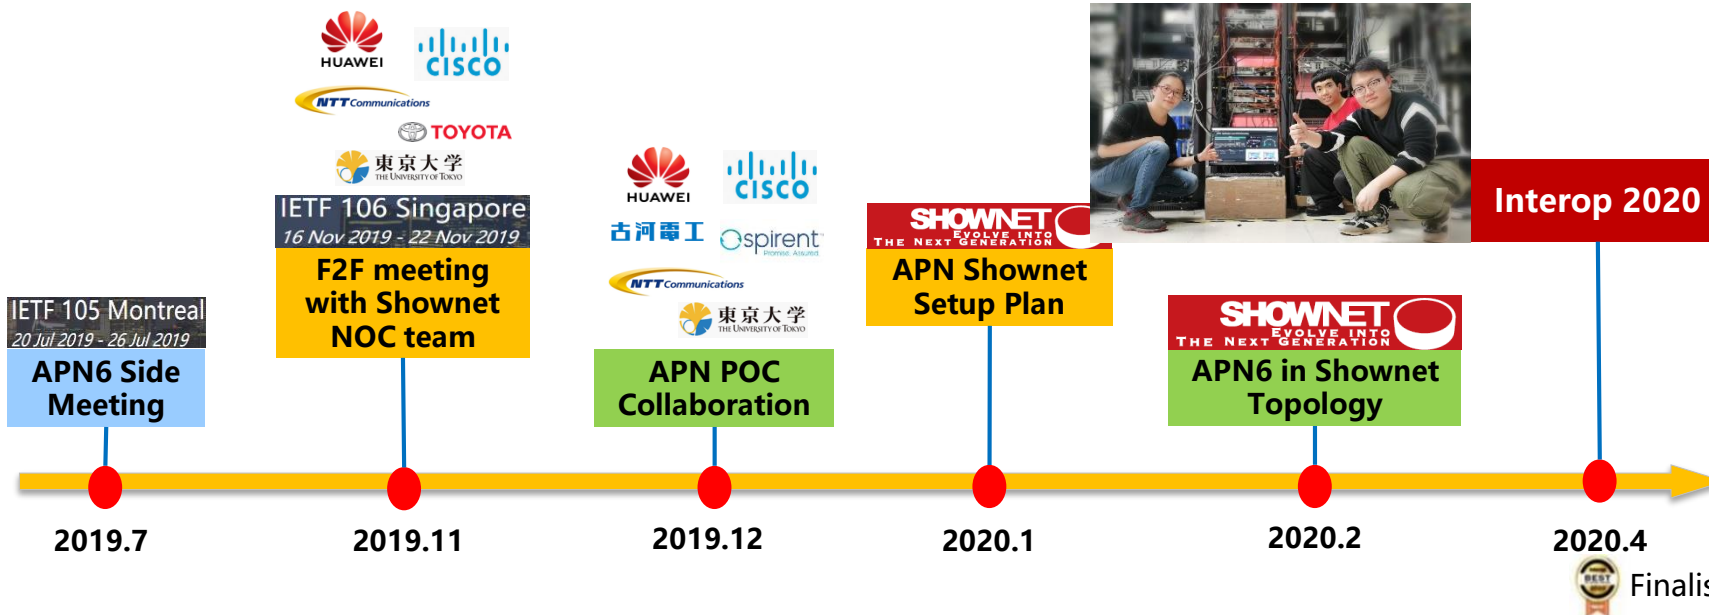 HUAWEI
CISCO
NTT Communications
TOYOTA
東京大学
THE UNIVERSITY OF TOKYO
IETF 106 Singapore
16 Nov 2019 - 22 Nov 2019
F2F meeting
with Shownet
NOC team
IETF 105 Montreal
20 Jul 2019 - 26 Jul 2019
APN6 Side
Meeting
HUAWEI
CISCO
古河電工
spirent
Promise. Assured.
NTT Communications
東京大学
THE UNIVERSITY OF TOKYO
APN POC
Collaboration
SHOWNET
EVOLVE INTO
THE NEXT GENERATION
APN Shownet
Setup Plan
SHOWNET
EVOLVE INTO
THE NEXT GENERATION
APN6 in Shownet
Topology
Interop 2020
2019.7
2019.11
2019.12
2020.1
2020.2
2020.4
BEST
Finalis